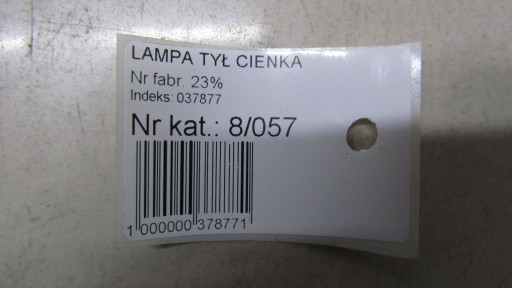 LAMPA TYŁ CIENKA
Nr fabr. 23%
Indeks: 037877
Nr kat.: 8/057
1 000000 378771